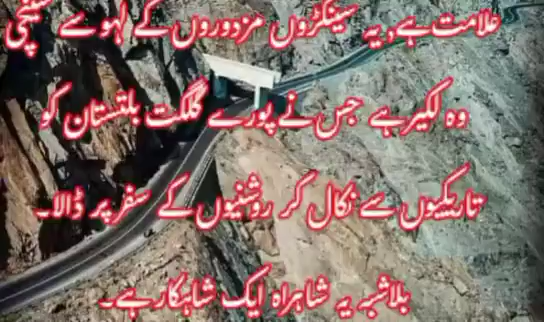 علامت ہے, یہ سینکڑوں مزدوروں کے لہو سے سینچی
وہ لکیر ہے جس نے پورے گلگت بلتستان کو
تاریکیوں سے نکال کر روشنیوں کے سفر پر ڈالا۔
بلاشبہ یہ شاہراہ ایک شاہکار ہے۔